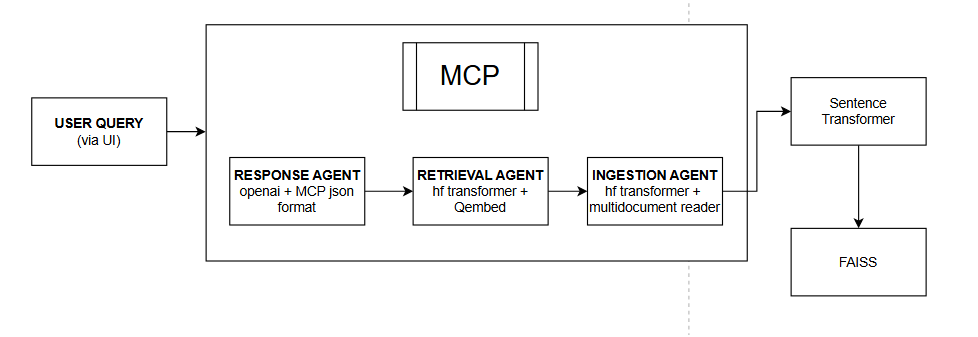 MCP
USER QUERY
(via UI)
RESPONSE AGENT
openai + MCP json
format
RETRIEVAL AGENT
hf transformer +
Qembed
INGESTION AGENT
hf transformer +
multidocument reader
Sentence
Transformer
FAISS